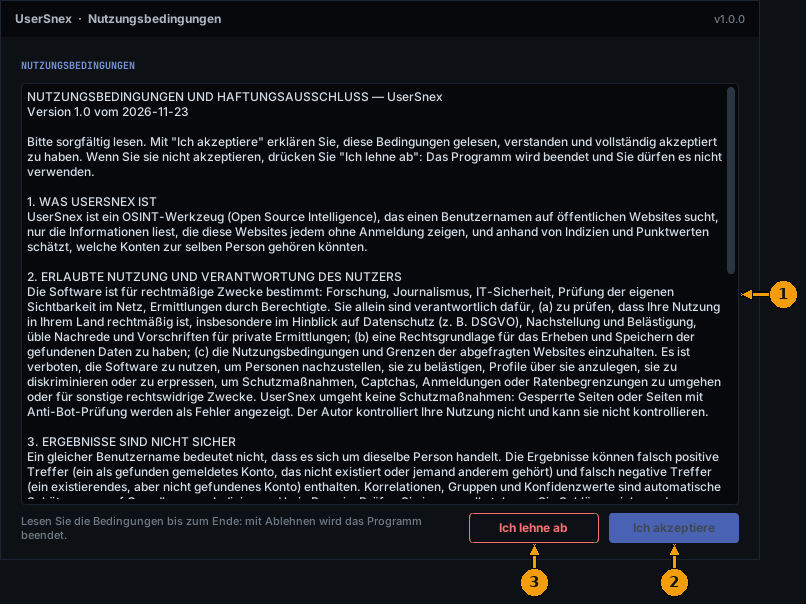 UserSnex · Nutzungsbedingungen
v1.0.0
NUTZUNGSBEDINGUNGEN
NUTZUNGSBEDINGUNGEN UND HAFTUNGSAUSSCHLUSS — UserSnex
Version 1.0 vom 2026-11-23
Bitte sorgfältig lesen. Mit "Ich akzeptiere" erklären Sie, diese Bedingungen gelesen, verstanden und vollständig akzeptiert
zu haben. Wenn Sie sie nicht akzeptieren, drücken Sie "Ich lehne ab": Das Programm wird beendet und Sie dürfen es nicht
verwenden.
1. WAS USERSNEX IST
UserSnex ist ein OSINT-Werkzeug (Open Source Intelligence), das einen Benutzernamen auf öffentlichen Websites sucht,
nur die Informationen liest, die diese Websites jedem ohne Anmeldung zeigen, und anhand von Indizien und Punktwerten
schätzt, welche Konten zur selben Person gehören könnten.
2. ERLAUBTE NUTZUNG UND VERANTWORTUNG DES NUTZERS
Die Software ist für rechtmäßige Zwecke bestimmt: Forschung, Journalismus, IT-Sicherheit, Prüfung der eigenen
Sichtbarkeit im Netz, Ermittlungen durch Berechtigte. Sie allein sind verantwortlich dafür, (a) zu prüfen, dass Ihre Nutzung
in Ihrem Land rechtmäßig ist, insbesondere im Hinblick auf Datenschutz (z. B. DSGVO), Nachstellung und Belästigung,
üble Nachrede und Vorschriften für private Ermittlungen; (b) eine Rechtsgrundlage für das Erheben und Speichern der
gefundenen Daten zu haben; (c) die Nutzungsbedingungen und Grenzen der abgefragten Websites einzuhalten. Es ist
verboten, die Software zu nutzen, um Personen nachzustellen, sie zu belästigen, Profile über sie anzulegen, sie zu
diskriminieren oder zu erpressen, um Schutzmaßnahmen, Captchas, Anmeldungen oder Ratenbegrenzungen zu umgehen
oder für sonstige rechtswidrige Zwecke. UserSnex umgeht keine Schutzmaßnahmen: Gesperrte Seiten oder Seiten mit
Anti-Bot-Prüfung werden als Fehler angezeigt. Der Autor kontrolliert Ihre Nutzung nicht und kann sie nicht kontrollieren.
3. ERGEBNISSE SIND NICHT SICHER
Ein gleicher Benutzername bedeutet nicht, dass es sich um dieselbe Person handelt. Die Ergebnisse können falsch positive
Treffer (ein als gefunden gemeldetes Konto, das nicht existiert oder jemand anderem gehört) und falsch negative Treffer
(ein existierendes, aber nicht gefundenes Konto) enthalten. Korrelationen, Gruppen und Konfidenzwerte sind automatische
Lesen Sie die Bedingungen bis zum Ende: mit Ablehnen wird das Programm
beendet.
Ich lehne ab
Ich akzeptiere
1
3
2